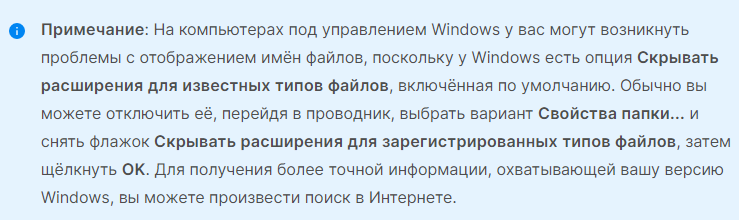 Примечание: На компьютерах под управлением Windows у вас могут возникнуть
проблемы с отображением имён файлов, поскольку у Windows есть опция Скрывать
расширения для известных типов файлов, включённая по умолчанию. Обычно вы
можете отключить её, перейдя в проводник, выбрать вариант Свойства папки... и
снять флажок Скрывать расширения для зарегистрированных типов файлов, затем
щёлкнуть OK. Для получения более точной информации, охватывающей вашу версию
Windows, вы можете произвести поиск в Интернете.